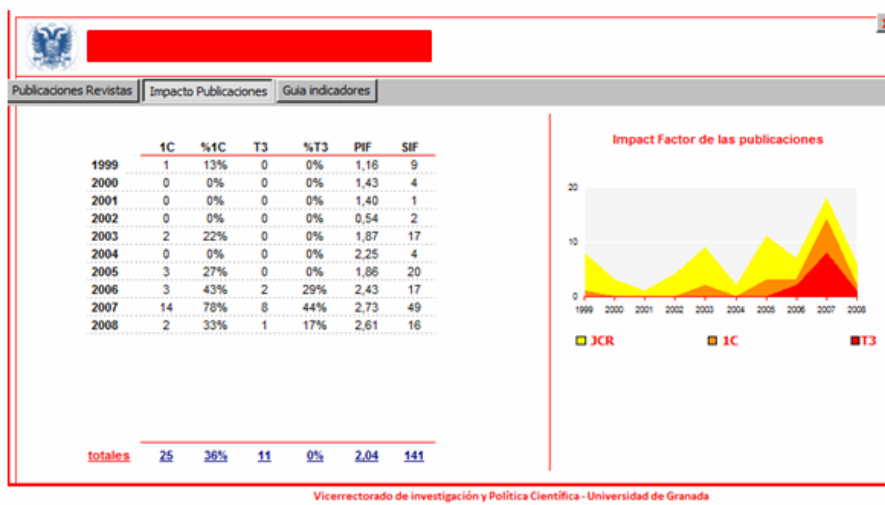 Publicaciones Revistas Impacto Publicaciones Guia indicadores
1C %1C T3 %T3 PIF SIF
1999 1 13% 0 0% 1,16 9
2000 0 0% 0 0% 1,43 4
2001 0 0% 0 0% 1,40 1
2002 0 0% 0 0% 0,54 2
2003 2 22% 0 0% 1,87 17
2004 0 0% 0 0% 2,25 4
2005 3 27% 0 0% 1,86 20
2006 3 43% 2 29% 2,43 17
2007 14 78% 8 44% 2,73 49
2008 2 33% 1 17% 2,61 16
totales 25 36% 11 0% 2,04 141
Impact Factor de las publicaciones
20
10
0
1999 2000 2001 2002 2003 2004 2005 2006 2007 2008
JCR 1C T3
Vicerrectorado de investigación y Política Científica - Universidad de Granada